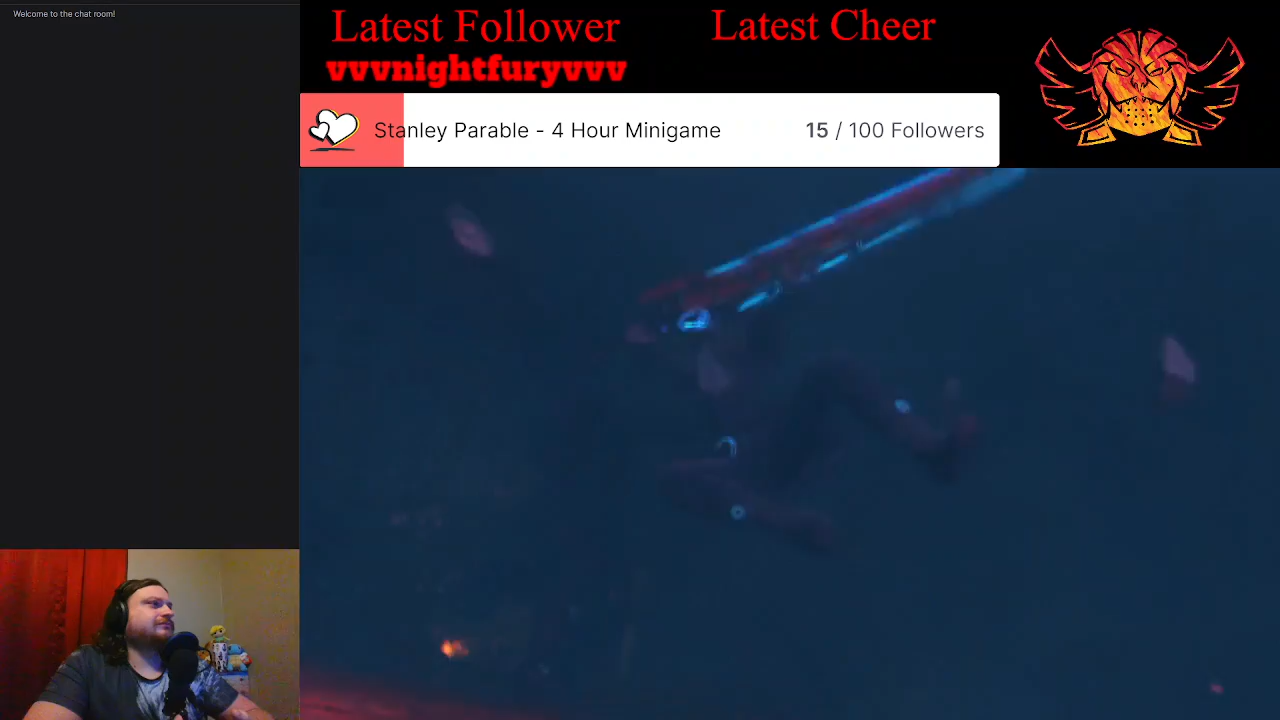 Welcome to the chat room!
Latest Follower
Latest Cheer
vvvnightfuryvvv
Stanley Parable - 4 Hour Minigame
15 / 100 Followers